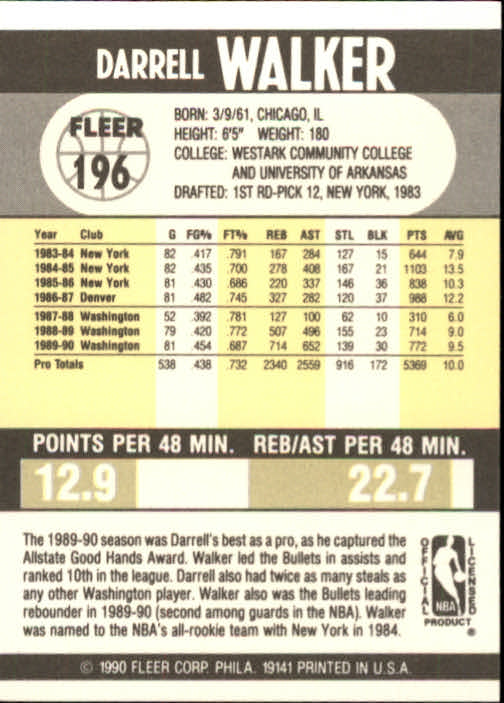 DARRELL WALKER
FLEER
196
BORN: 3/9/61, CHICAGO, IL
HEIGHT: 6'5" WEIGHT: 180
COLLEGE: WESTARK COMMUNITY COLLEGE
AND UNIVERSITY OF ARKANSAS
DRAFTED: 1ST RD-PICK 12, NEW YORK, 1983
Year Club G FG% FT% REB AST STL BLK PTS AVG
1983-84 New York 82 .417 .791 167 284 127 15 644 7.9
1984-85 New York 82 .435 .700 278 408 167 21 1103 13.5
1985-86 New York 81 .430 .686 220 337 146 36 838 10.3
1986-87 Denver 81 .482 .745 327 282 120 37 988 12.2
1987-88 Washington 52 .392 .781 127 100 62 10 310 6.0
1988-89 Washington 79 .420 .772 507 496 155 23 714 9.0
1989-90 Washington 81 .454 .687 714 652 139 30 772 9.5
Pro Totals 538 .438 .732 2340 2559 916 172 5369 10.0
POINTS PER 48 MIN. REB/AST PER 48 MIN.
12.9 22.7
The 1989-90 season was Darrell's best as a pro, as he captured the
Allstate Good Hands Award. Walker led the Bullets in assists and
ranked 10th in the league. Darrell also had twice as many steals as
any other Washington player. Walker also was the Bullets leading
rebounder in 1989-90 (second among guards in the NBA). Walker
was named to the NBA's all-rookie team with New York in 1984.
OFFICIAL
NBA
LICENSED
PRODUCT
®
© 1990 FLEER CORP. PHILA. 19141 PRINTED IN U.S.A.